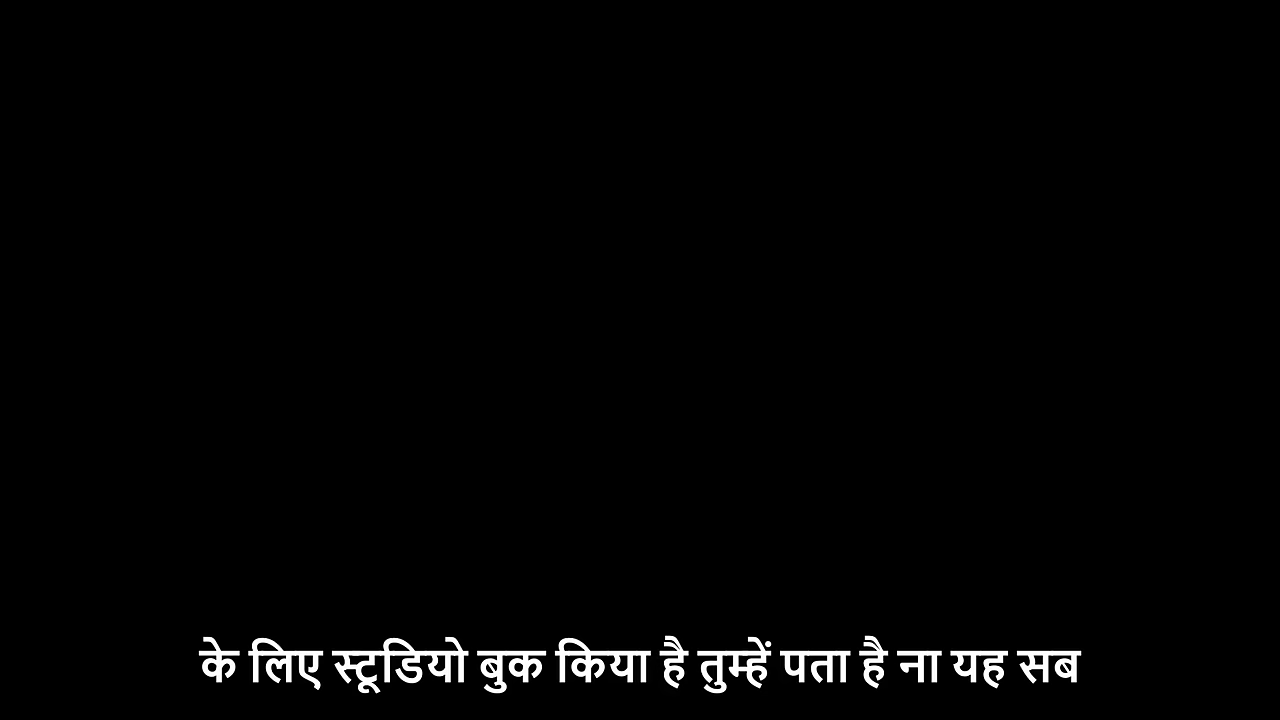 के लिए स्टूडियो बुक किया है तुम्हें पता है ना यह सब